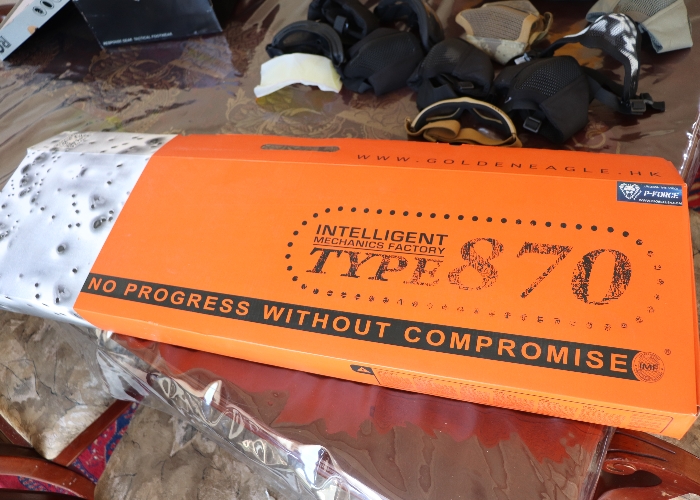 WWW.GOLDENEAGLE.HK
P-FORCE
INTELLIGENT
MECHANICS FACTORY
TYPE 870
NO PROGRESS WITHOUT COMPROMISE
IMF